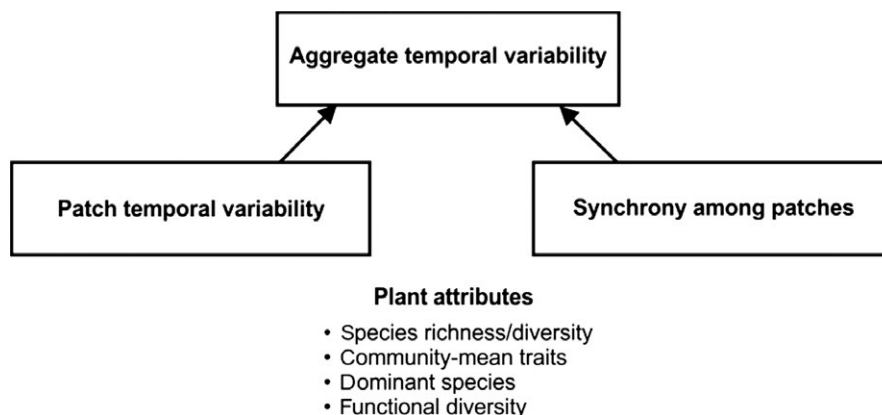 Aggregate temporal variability
Patch temporal variability
Synchrony among patches
Plant attributes
• Species richness/diversity
• Community-mean traits
• Dominant species
• Functional diversity